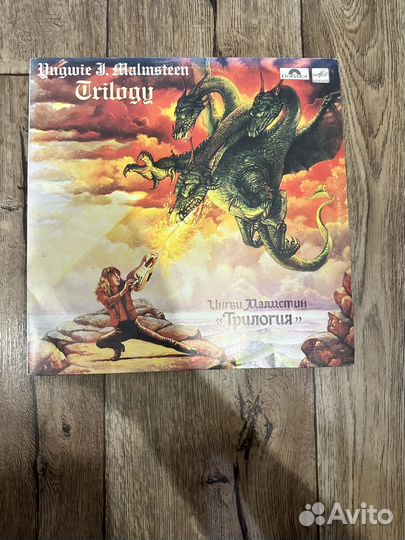 Yngwie J. Malmsteen
Trilogy
Ингви Малмстин
«Трилогия»
Avito